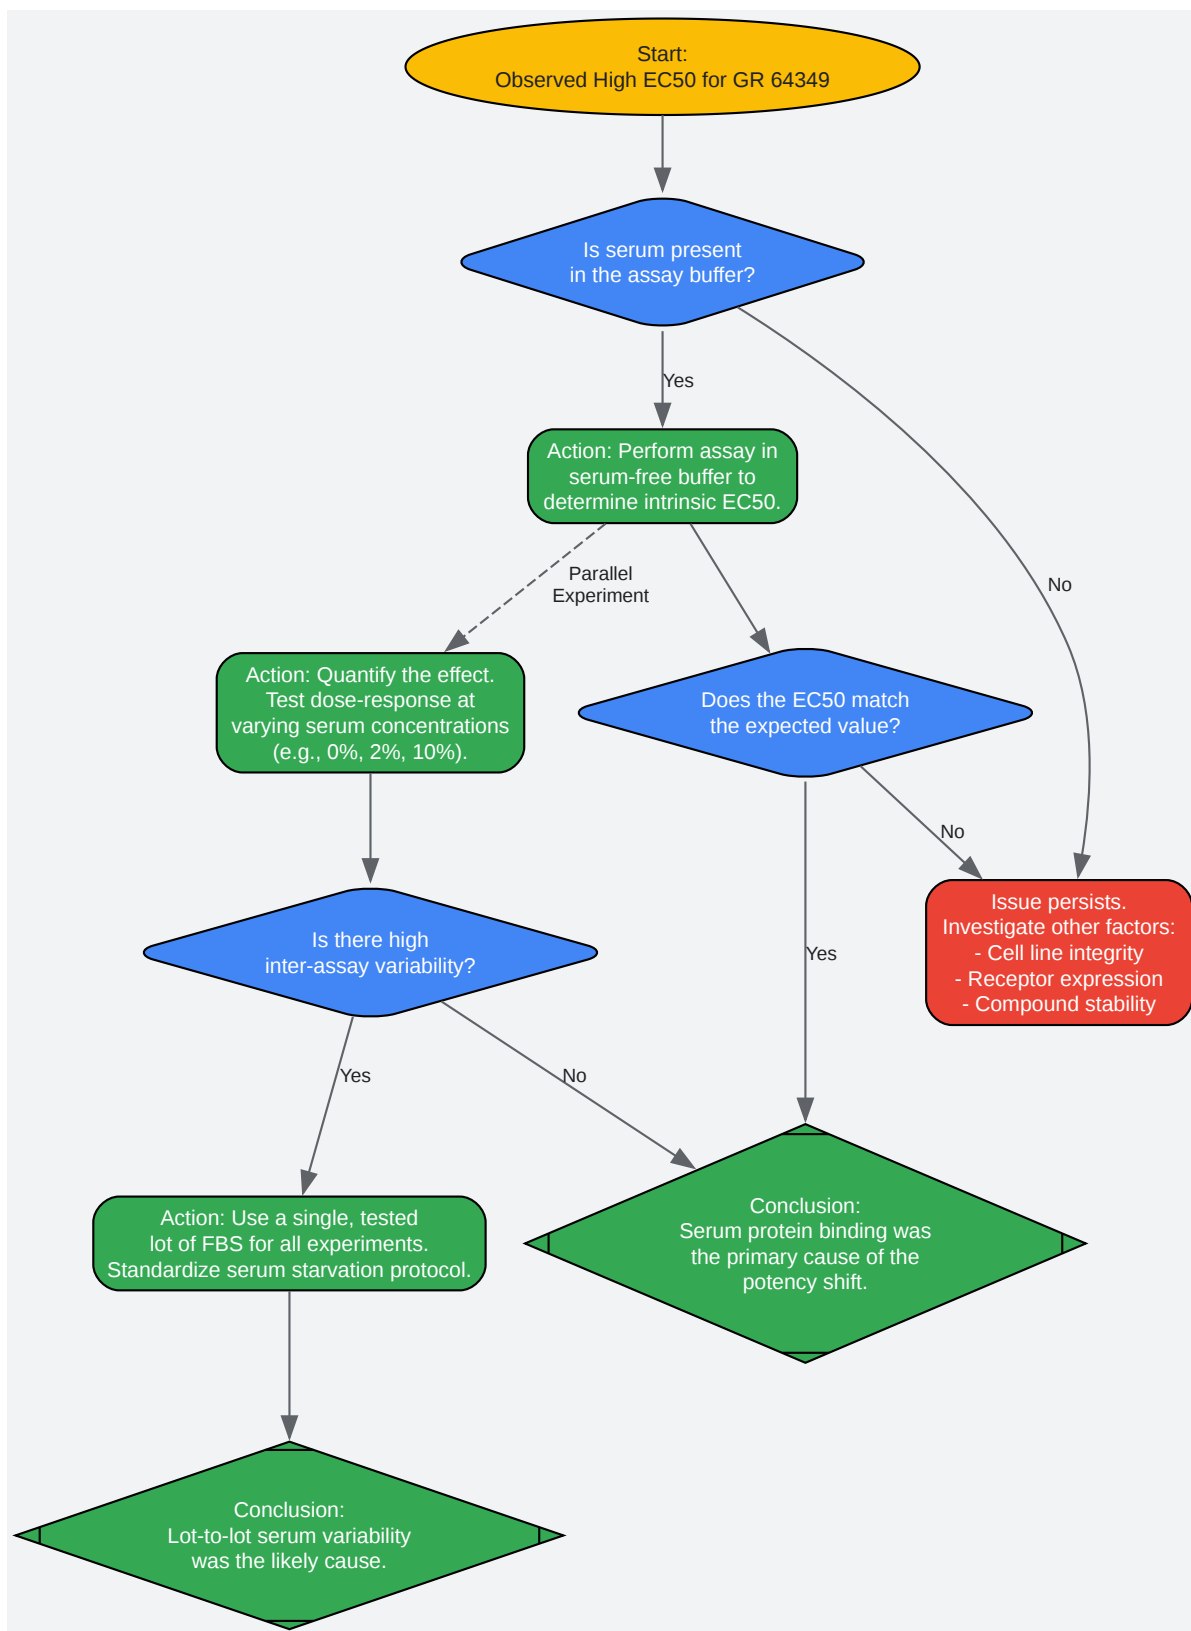 Start:
Observed High EC50 for GR 64349
Is serum present
in the assay buffer?
Yes
No
Action: Perform assay in
serum-free buffer to
determine intrinsic EC50.
Parallel
Experiment
Action: Quantify the effect.
Test dose-response at
varying serum concentrations
(e.g., 0%, 2%, 10%).
Does the EC50 match
the expected value?
No
Yes
Issue persists.
Investigate other factors:
- Cell line integrity
- Receptor expression
- Compound stability
Is there high
inter-assay variability?
Yes
No
Action: Use a single, tested
lot of FBS for all experiments.
Standardize serum starvation protocol.
Conclusion:
Serum protein binding was
the primary cause of the
potency shift.
Conclusion:
Lot-to-lot serum variability
was the likely cause.